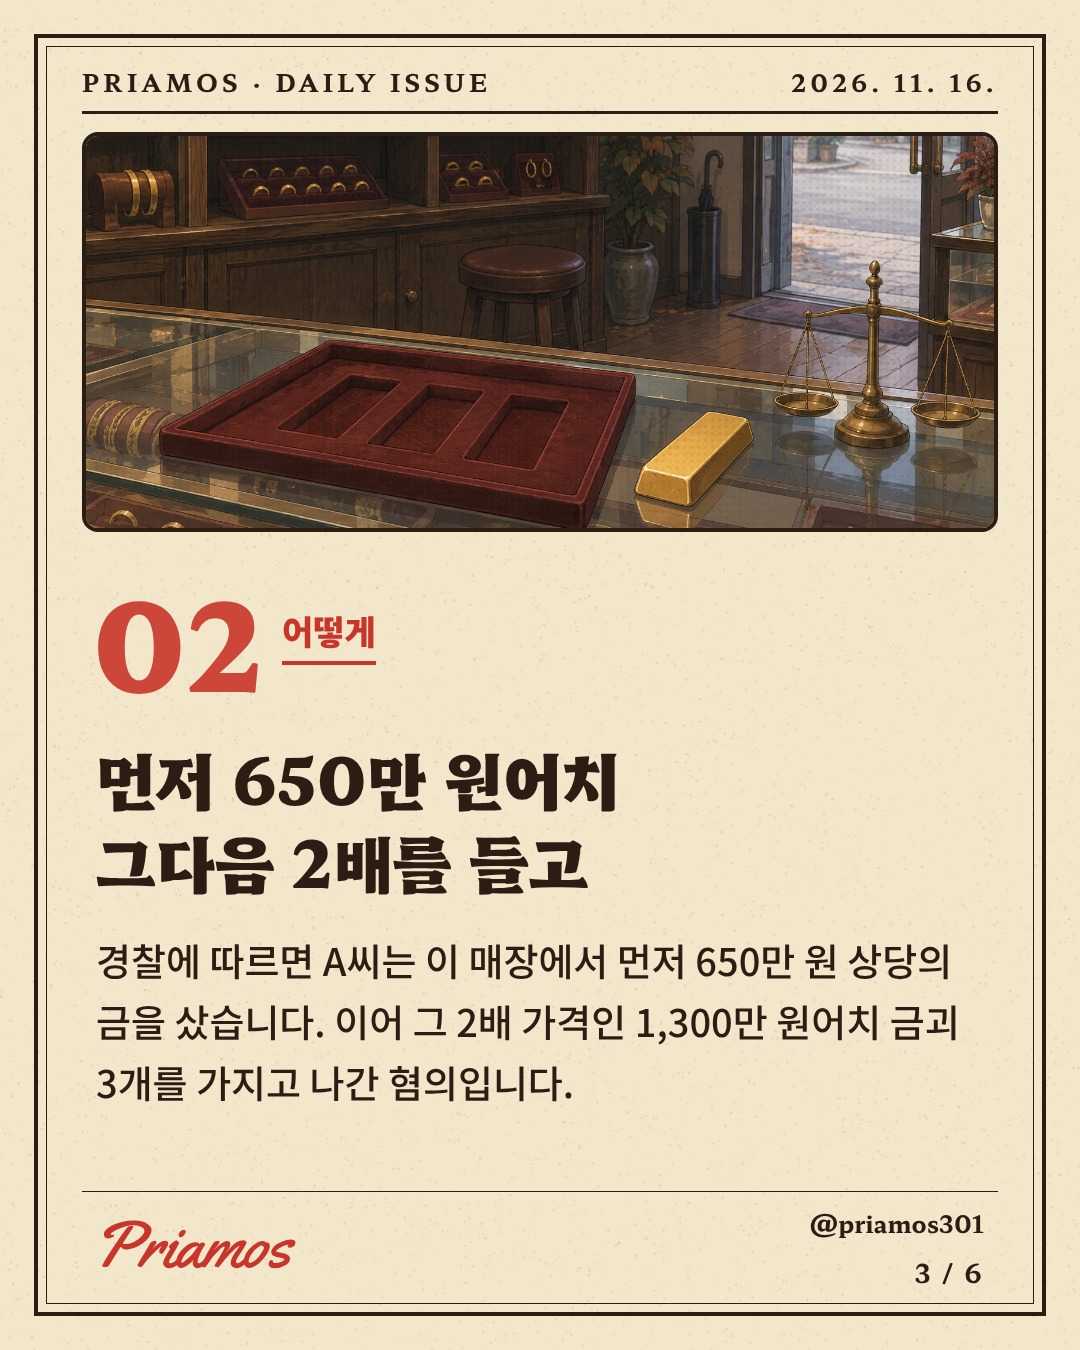 PRIAMOS · DAILY ISSUE
2026. 11. 16.
02 어떻게
먼저 650만 원어치
그다음 2배를 들고
경찰에 따르면 A씨는 이 매장에서 먼저 650만 원 상당의
금을 샀습니다. 이어 그 2배 가격인 1,300만 원어치 금괴
3개를 가지고 나간 혐의입니다.
Priamos
@priamos301
3 / 6